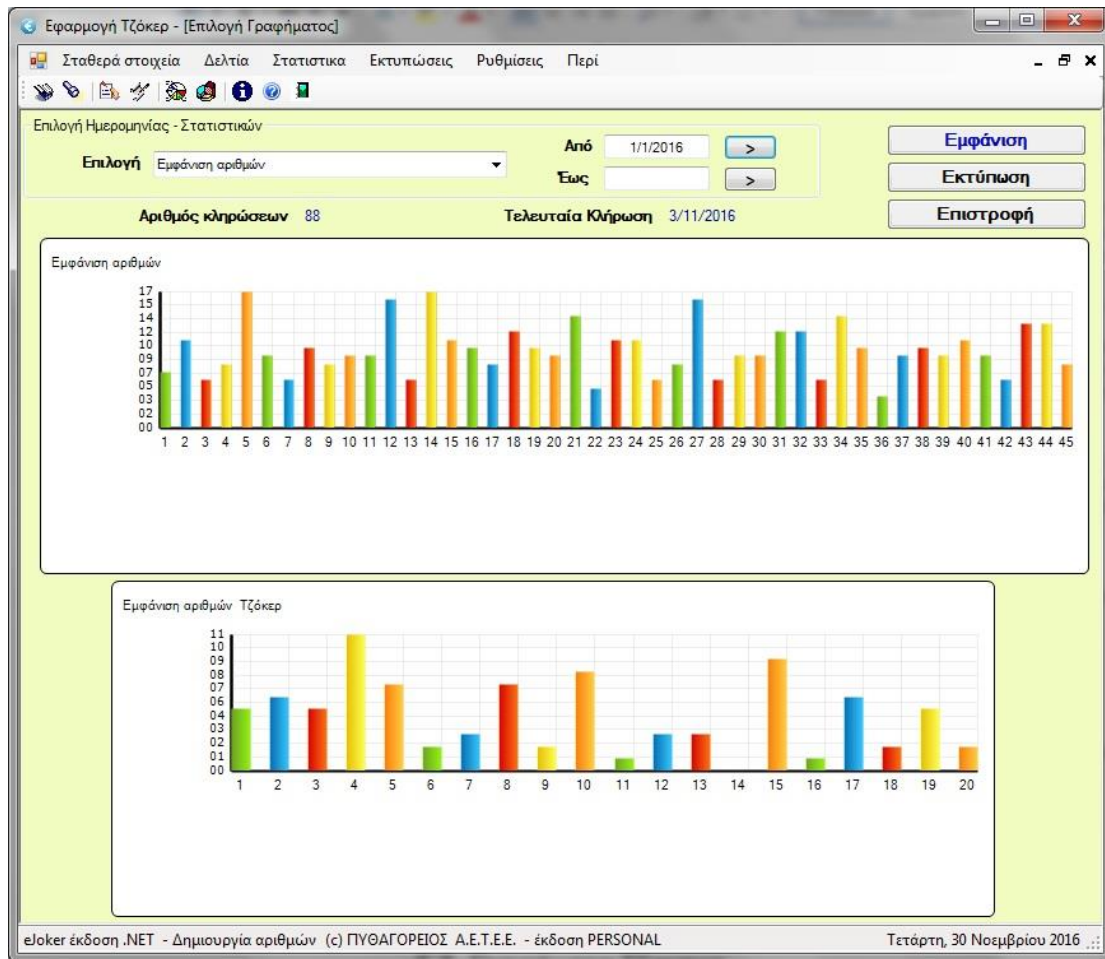 Εφαρμογή Τζόκερ - [Επιλογή Γραφήματος]
Σταθερά στοιχεία Δελτία Στατιστικα Εκτυπώσεις Ρυθμίσεις Περί
Επιλογή Ημερομηνίας - Στατιστικών
Επιλογή Εμφάνιση αριθμών
Από 1/1/2016 >
Έως >
Εμφάνιση
Εκτύπωση
Επιστροφή
Αριθμός κληρώσεων 88 Τελευταία Κλήρωση 3/11/2016
Εμφάνιση αριθμών
17
15
14
12
10
09
07
05
03
02
00
1 2 3 4 5 6 7 8 9 10 11 12 13 14 15 16 17 18 19 20 21 22 23 24 25 26 27 28 29 30 31 32 33 34 35 36 37 38 39 40 41 42 43 44 45
Εμφάνιση αριθμών Τζόκερ
11
10
09
08
07
06
04
03
02
01
00
1 2 3 4 5 6 7 8 9 10 11 12 13 14 15 16 17 18 19 20
eJoker έκδοση .NET - Δημιουργία αριθμών (c) ΠΥΘΑΓΟΡΕΙΟΣ Α.Ε.Τ.Ε.Ε. - έκδοση PERSONAL
Τετάρτη, 30 Νοεμβρίου 2016